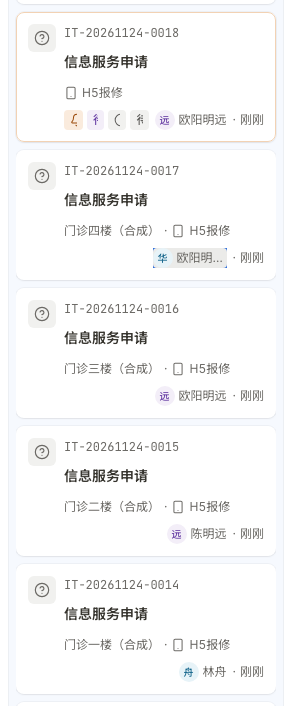 IT-20261124-0018
信息服务申请
H5报修
远 欧阳明远 · 刚刚
IT-20261124-0017
信息服务申请
门诊四楼（合成） · H5报修
华 欧阳明... · 刚刚
IT-20261124-0016
信息服务申请
门诊三楼（合成） · H5报修
远 欧阳明远 · 刚刚
IT-20261124-0015
信息服务申请
门诊二楼（合成） · H5报修
远 陈明远 · 刚刚
IT-20261124-0014
信息服务申请
门诊一楼（合成） · H5报修
舟 林舟 · 刚刚